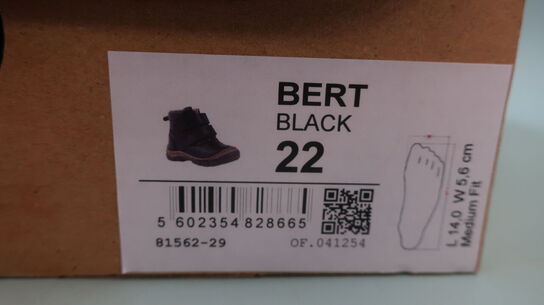 BERT
BLACK
22
5 602354 828665
81562-29
OF.041254
L 14,0 W 5,6 cm
Medium Fit